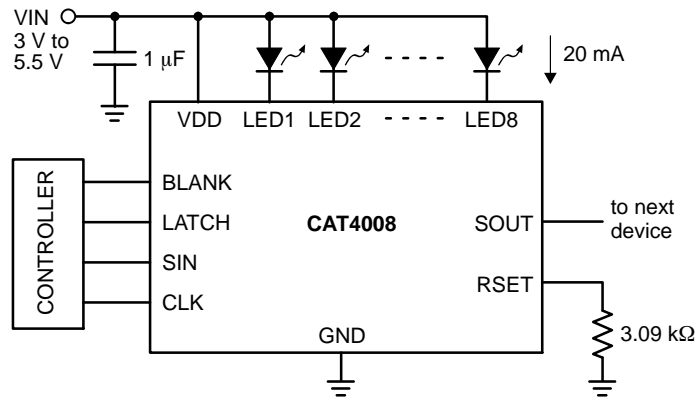 VIN
3 V to
5.5 V
1 μF
20 mA
VDD LED1 LED2 LED8
CONTROLLER
BLANK
LATCH
SIN
CLK
CAT4008
SOUT
to next
device
RSET
3.09 kΩ
GND